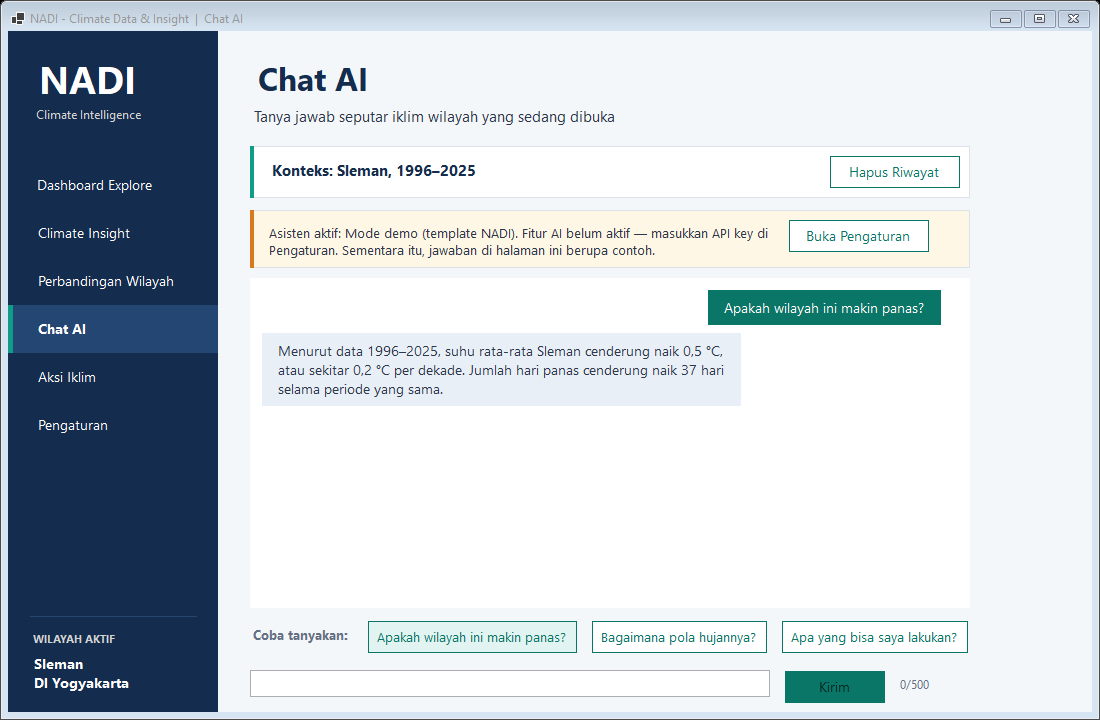 NADI - Climate Data & Insight | Chat AI
NADI
Climate Intelligence
Dashboard Explore
Climate Insight
Perbandingan Wilayah
Chat AI
Aksi Iklim
Pengaturan
WILAYAH AKTIF
Sleman
DI Yogyakarta
Chat AI
Tanya jawab seputar iklim wilayah yang sedang dibuka
Konteks: Sleman, 1996–2025
Hapus Riwayat
Asisten aktif: Mode demo (template NADI). Fitur AI belum aktif — masukkan API key di
Pengaturan. Sementara itu, jawaban di halaman ini berupa contoh.
Buka Pengaturan
Apakah wilayah ini makin panas?
Menurut data 1996–2025, suhu rata-rata Sleman cenderung naik 0,5 °C,
atau sekitar 0,2 °C per dekade. Jumlah hari panas cenderung naik 37 hari
selama periode yang sama.
Coba tanyakan:
Apakah wilayah ini makin panas?
Bagaimana pola hujannya?
Apa yang bisa saya lakukan?
Kirim
0/500